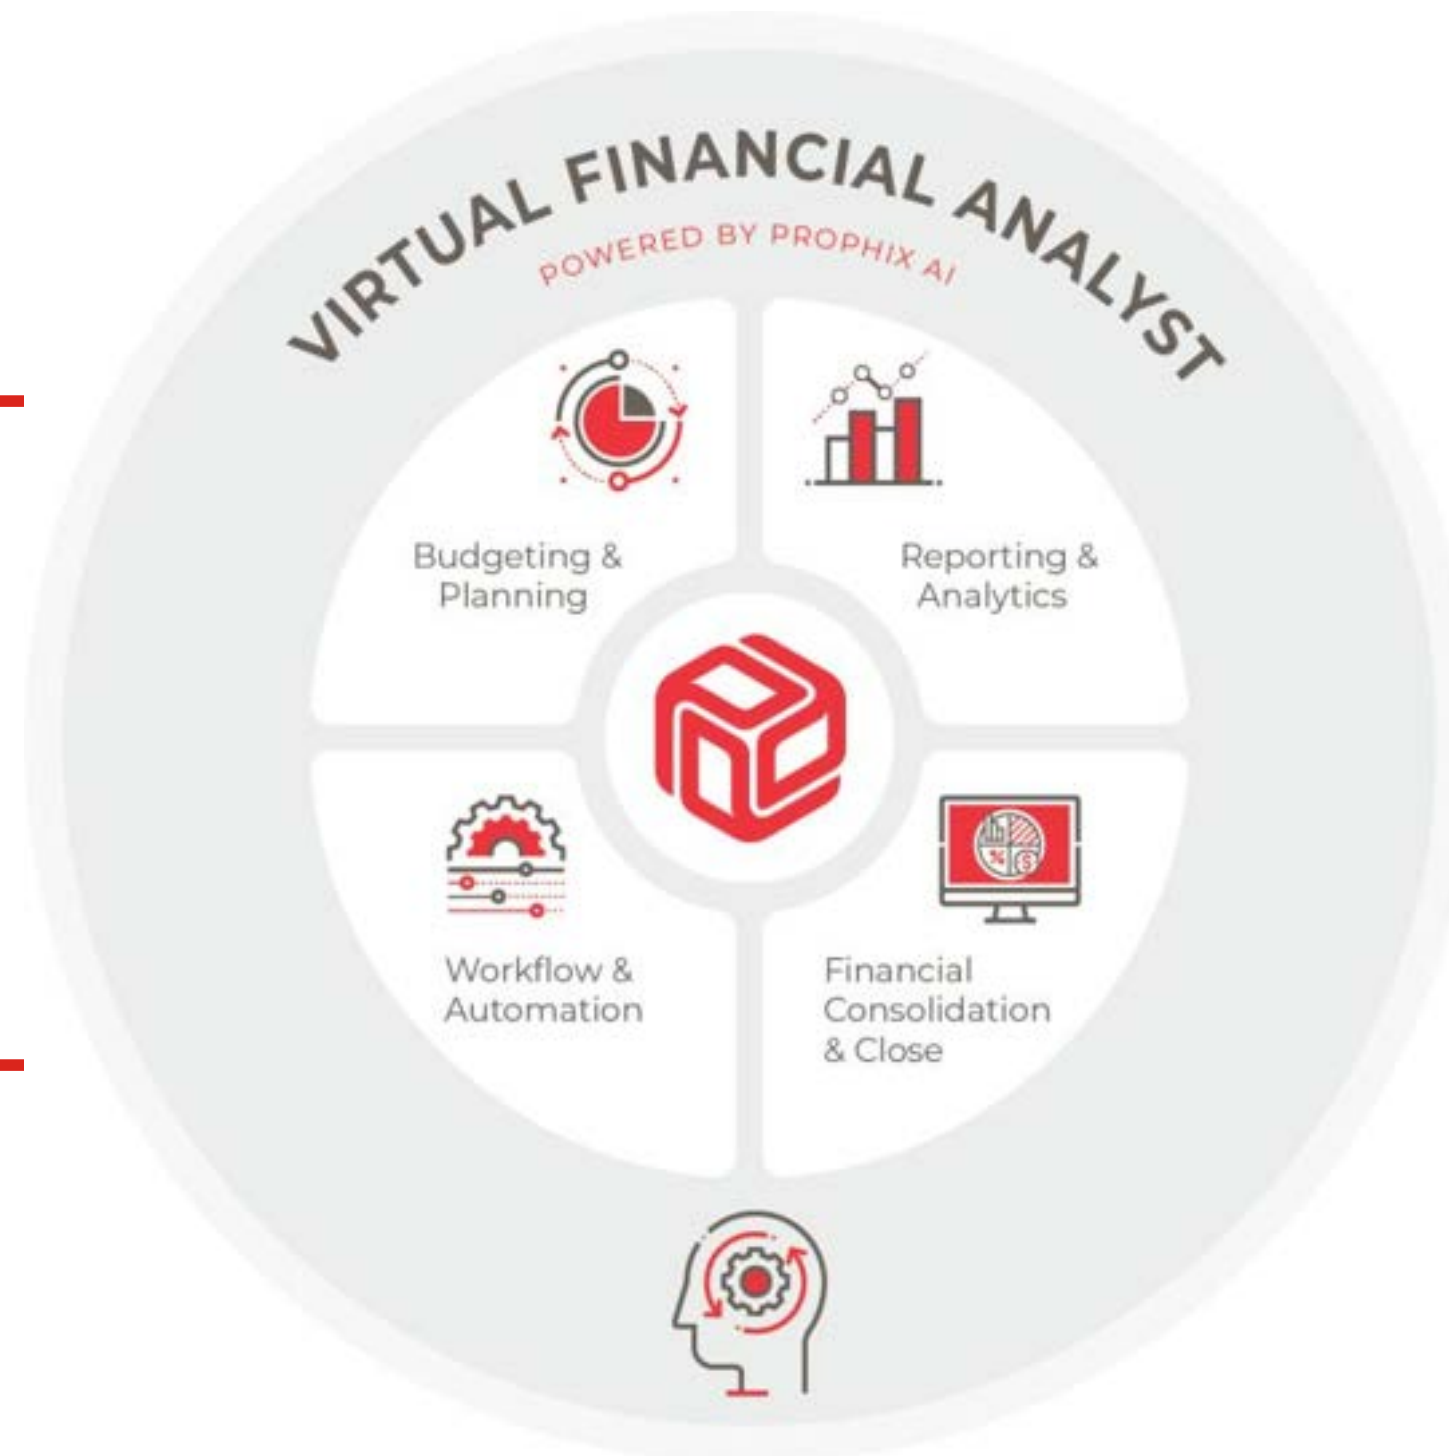 VIRTUAL FINANCIAL ANALYST
POWERED BY PROPHIX AI
Budgeting &
Planning
Reporting &
Analytics
Workflow &
Automation
Financial
Consolidation
& Close
%
$